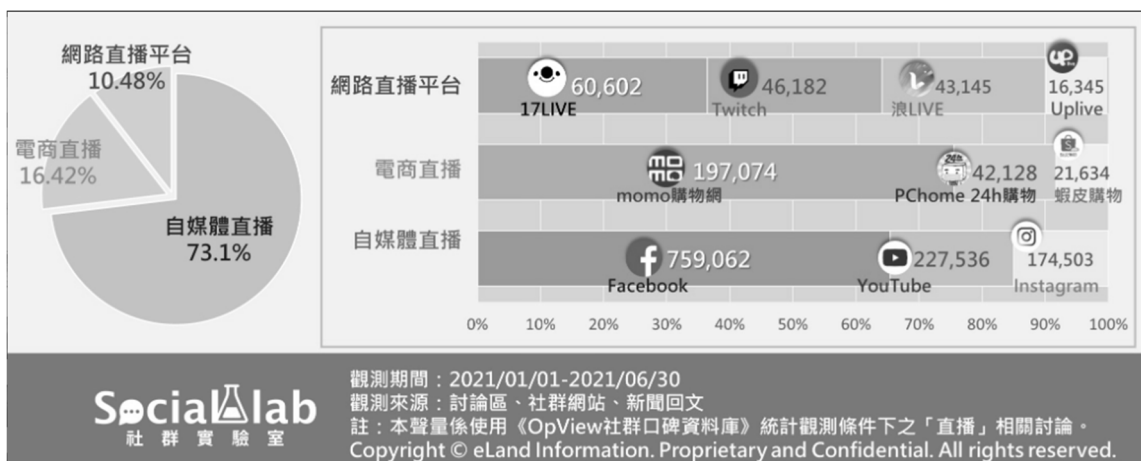 網路直播平台
10.48%
電商直播
16.42%
自媒體直播
73.1%
網路直播平台
60,602
17LIVE
46,182
Twitch
43,145
浪LIVE
16,345
Uplive
電商直播
197,074
momo購物網
24h
42,128
PChome 24h購物
21,634
蝦皮購物
自媒體直播
759,062
Facebook
227,536
YouTube
174,503
Instagram
0% 10% 20% 30% 40% 50% 60% 70% 80% 90% 100%
Social lab
社群實驗室
觀測期間：2021/01/01-2021/06/30
觀測來源：討論區、社群網站、新聞回文
註：本聲量係使用《OpView社群口碑資料庫》統計觀測條件下之「直播」相關討論。
Copyright © eLand Information. Proprietary and Confidential. All rights reserved.